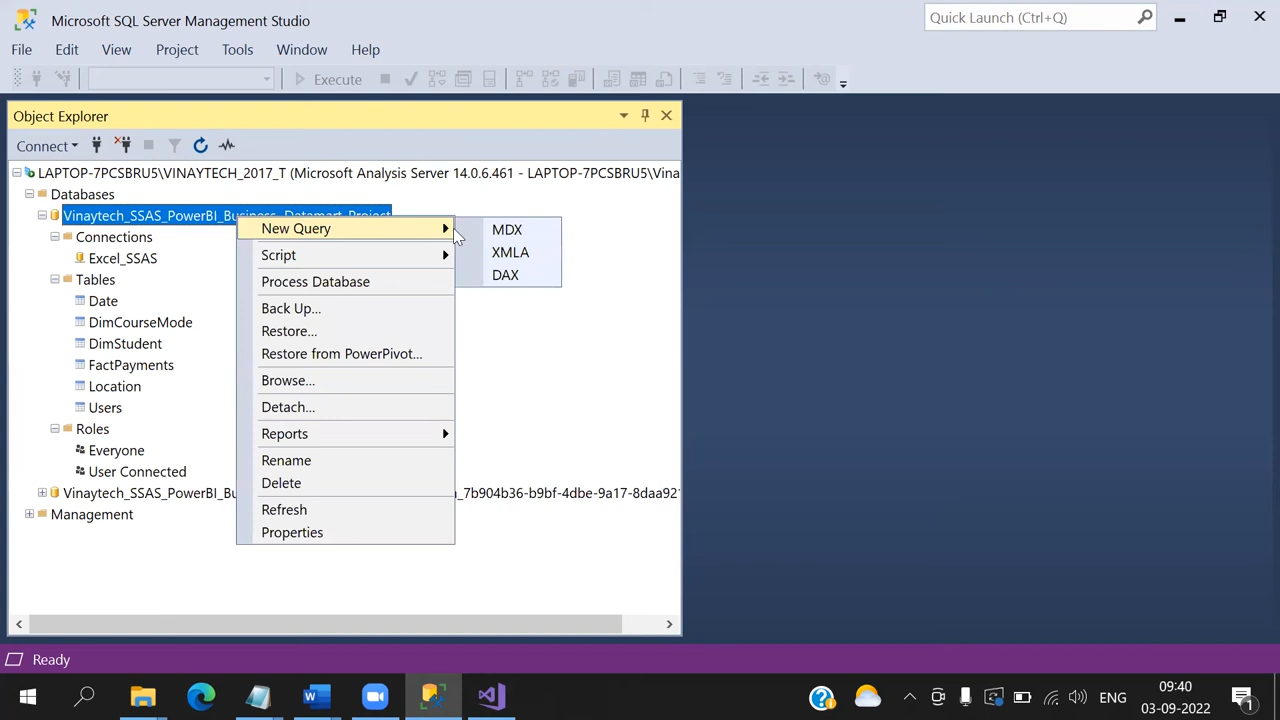 Microsoft SQL Server Management Studio
Quick Launch (Ctrl+Q)
File Edit View Project Tools Window Help
Execute
Object Explorer
Connect
LAPTOP-7PCSBRU5\VINAYTECH_2017_T (Microsoft Analysis Server 14.0.6.461 - LAPTOP-7PCSBRU5\Vina
Databases
Vinaytech_SSAS_PowerBI_Business_Datamart_Project
Connections
Excel_SSAS
Tables
Date
DimCourseMode
DimStudent
FactPayments
Location
Users
Roles
Everyone
User Connected
Vinaytech_SSAS_PowerBI_Bu
_7b904b36-b9bf-4dbe-9a17-8daa921
Management
New Query
Script
Process Database
Back Up...
Restore...
Restore from PowerPivot...
Browse...
Detach...
Reports
Rename
Delete
Refresh
Properties
MDX
XMLA
DAX
Ready
ENG
09:40
03-09-2022
1